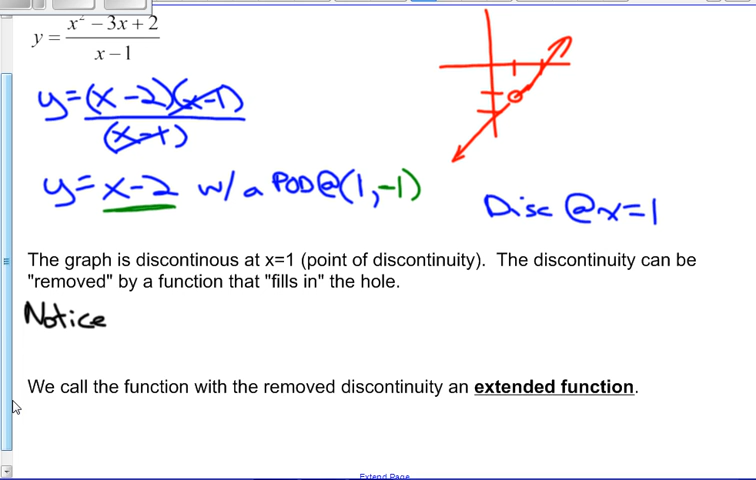 y = x² − 3x + 2 / x − 1
y = (x − 2)(x − 1) / (x − 1)
y = x − 2 w/ a POD @ (1, −1)
Disc @ x = 1
The graph is discontinous at x=1 (point of discontinuity). The discontinuity can be
"removed" by a function that "fills in" the hole.
Notice
We call the function with the removed discontinuity an extended function.
Extend Page